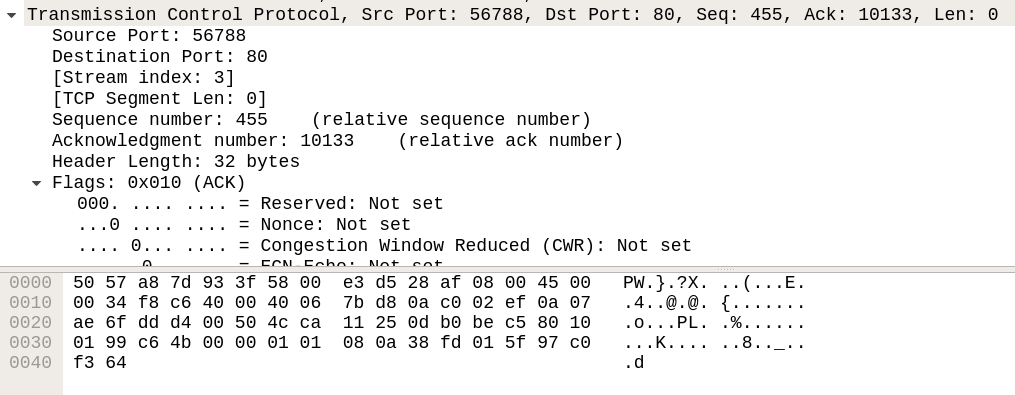 Transmission Control Protocol, Src Port: 56788, Dst Port: 80, Seq: 455, Ack: 10133, Len: 0
Source Port: 56788
Destination Port: 80
[Stream index: 3]
[TCP Segment Len: 0]
Sequence number: 455    (relative sequence number)
Acknowledgment number: 10133    (relative ack number)
Header Length: 32 bytes
Flags: 0x010 (ACK)
000. .... .... = Reserved: Not set
...0 .... .... = Nonce: Not set
.... 0... .... = Congestion Window Reduced (CWR): Not set
.... .0.. .... = ECN-Echo: Not set
0000  50 57 a8 7d 93 3f 58 00  e3 d5 28 af 08 00 45 00  PW.}.?X. ..(...E.
0010  00 34 f8 c6 40 00 40 06  7b d8 0a c0 02 ef 0a 07  .4..@.@. {.......
0020  ae 6f dd d4 00 50 4c ca  11 25 0d b0 be c5 80 10  .o...PL. .%......
0030  01 99 c6 4b 00 00 01 01  08 0a 38 fd 01 5f 97 c0  ...K.... ..8.._..
0040  f3 64  .d